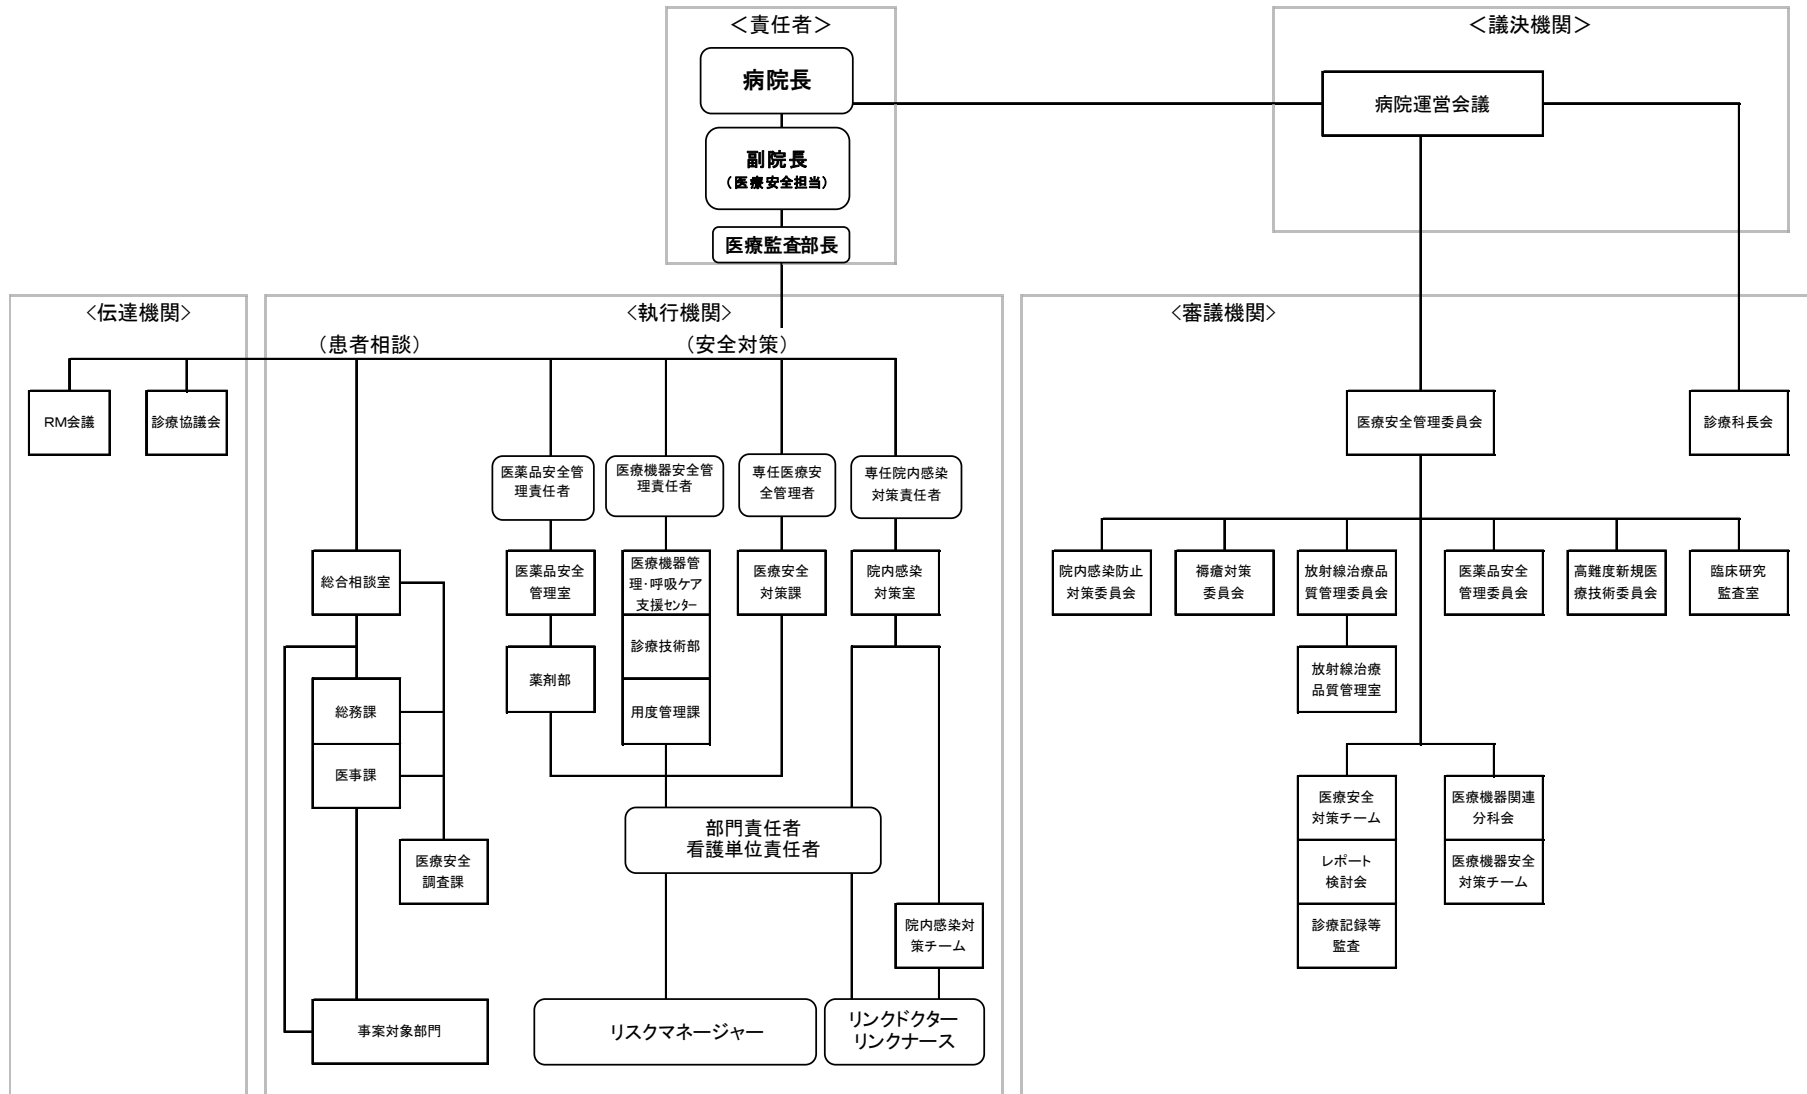 ＜責任者＞
病院長
副院長
（医療安全担当）
医療監査部長
＜議決機関＞
病院運営会議
<伝達機関>
RM会議
診療協議会
<執行機関>
（患者相談）
（安全対策）
医薬品安全管
理責任者
医療機器安全管
理責任者
専任医療安
全管理者
専任院内感染
対策責任者
総合相談室
医薬品安全
管理室
医療機器管
理・呼吸ケア
支援センター
医療安全
対策課
院内感染
対策室
診療技術部
薬剤部
総務課
用度管理課
医事課
部門責任者
看護単位責任者
医療安全
調査課
院内感染対
策チーム
事案対象部門
リスクマネージャー
リンクドクター
リンクナース
<審議機関>
医療安全管理委員会
診療科長会
院内感染防止
対策委員会
褥瘡対策
委員会
放射線治療品
質管理委員会
医薬品安全
管理委員会
高難度新規医
療技術委員会
臨床研究
監査室
放射線治療
品質管理室
医療安全
対策チーム
医療機器関連
分科会
レポート
検討会
医療機器安全
対策チーム
診療記録等
監査